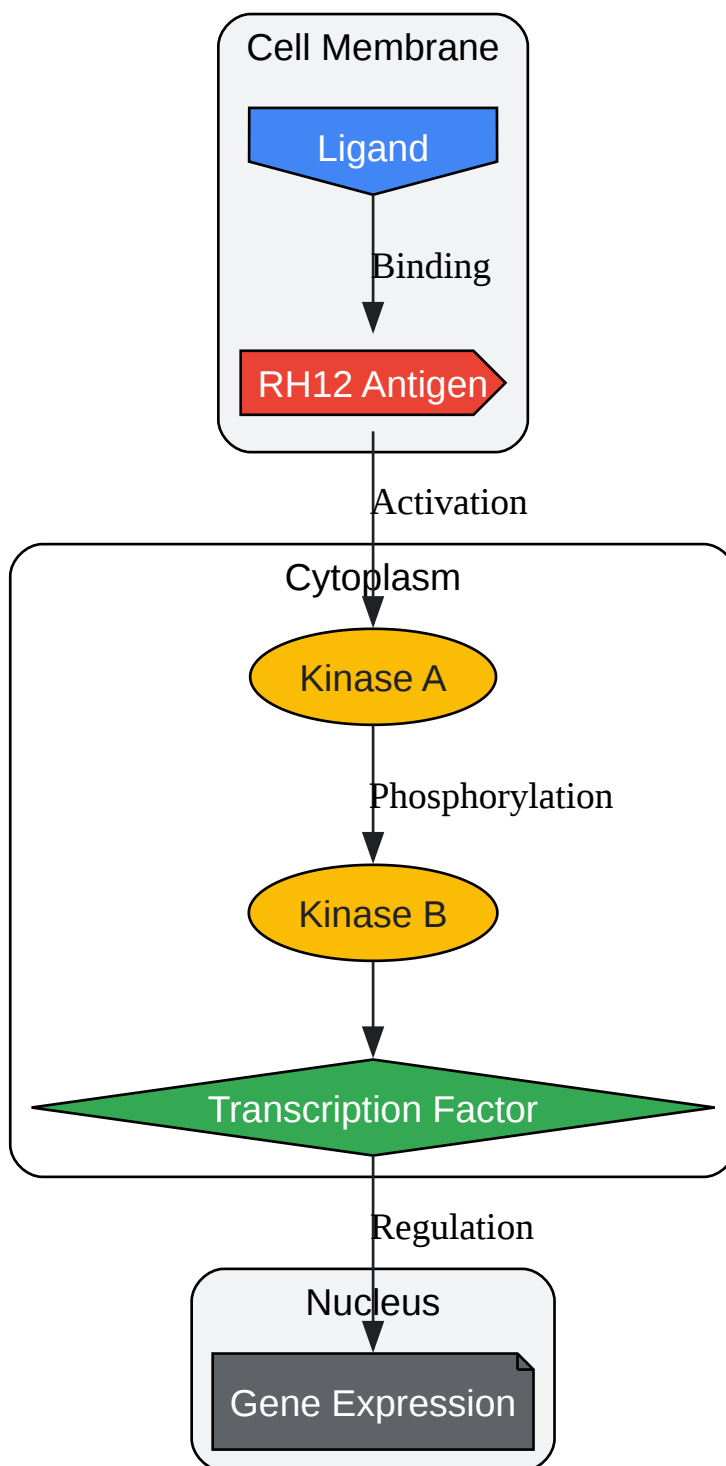 Cell Membrane
Ligand
Binding
RH12 Antigen
Activation
Cytoplasm
Kinase A
Phosphorylation
Kinase B
Transcription Factor
Regulation
Nucleus
Gene Expression